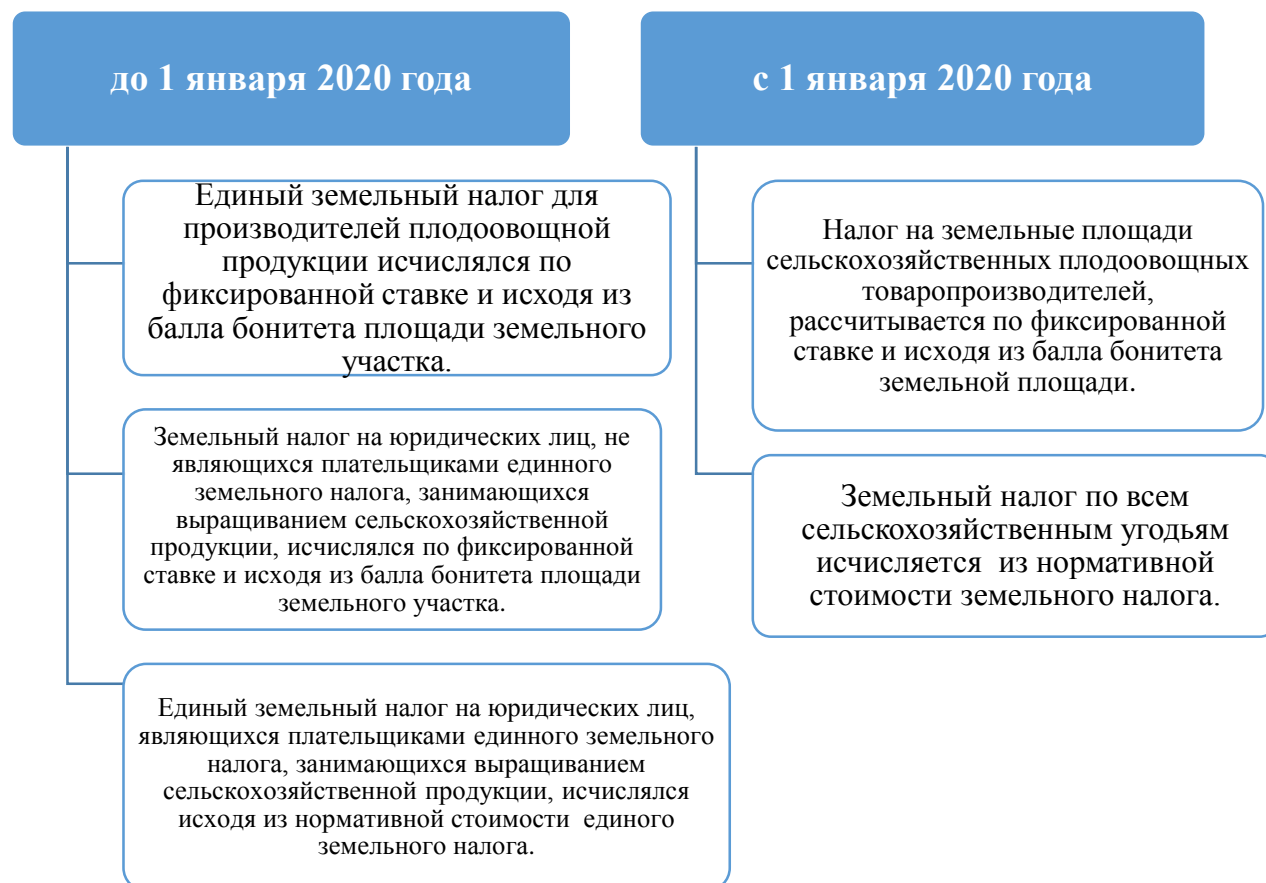 до 1 января 2020 года
Единый земельный налог для
производителей плодоовощной
продукции исчислялся по
фиксированной ставке и исходя из
балла бонитета площади земельного
участка.
Земельный налог на юридических лиц, не
являющихся плательщиками единного
земельного налога, занимающихся
выращиванием сельскохозяйственной
продукции, исчислялся по фиксированной
ставке и исходя из балла бонитета площади
земельного участка.
Единый земельный налог на юридических лиц,
являющихся плательщиками единного земельного
налога, занимающихся выращиванием
сельскохозяйственной продукции, исчислялся
исходя из нормативной стоимости единого
земельного налога.
с 1 января 2020 года
Налог на земельные площади
сельскохозяйственных плодоовощных
товаропроизводителей,
рассчитывается по фиксированной
ставке и исходя из балла бонитета
земельной площади.
Земельный налог по всем
сельскохозяйственным угодьям
исчисляется из нормативной
стоимости земельного налога.